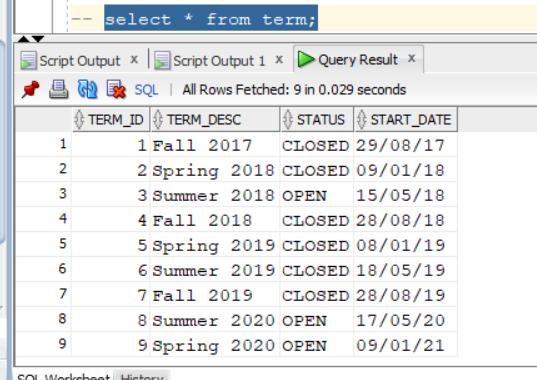 -- select * from term;
Script Output x Script Output 1 x Query Result x
SQL | All Rows Fetched: 9 in 0.029 seconds
TERM_ID TERM_DESC STATUS START_DATE
1 1 Fall 2017 CLOSED 29/08/17
2 2 Spring 2018 CLOSED 09/01/18
3 3 Summer 2018 OPEN 15/05/18
4 4 Fall 2018 CLOSED 28/08/18
5 5 Spring 2019 CLOSED 08/01/19
6 6 Summer 2019 CLOSED 18/05/19
7 7 Fall 2019 CLOSED 28/08/19
8 8 Summer 2020 OPEN 17/05/20
9 9 Spring 2020 OPEN 09/01/21
SQL Worksheet History